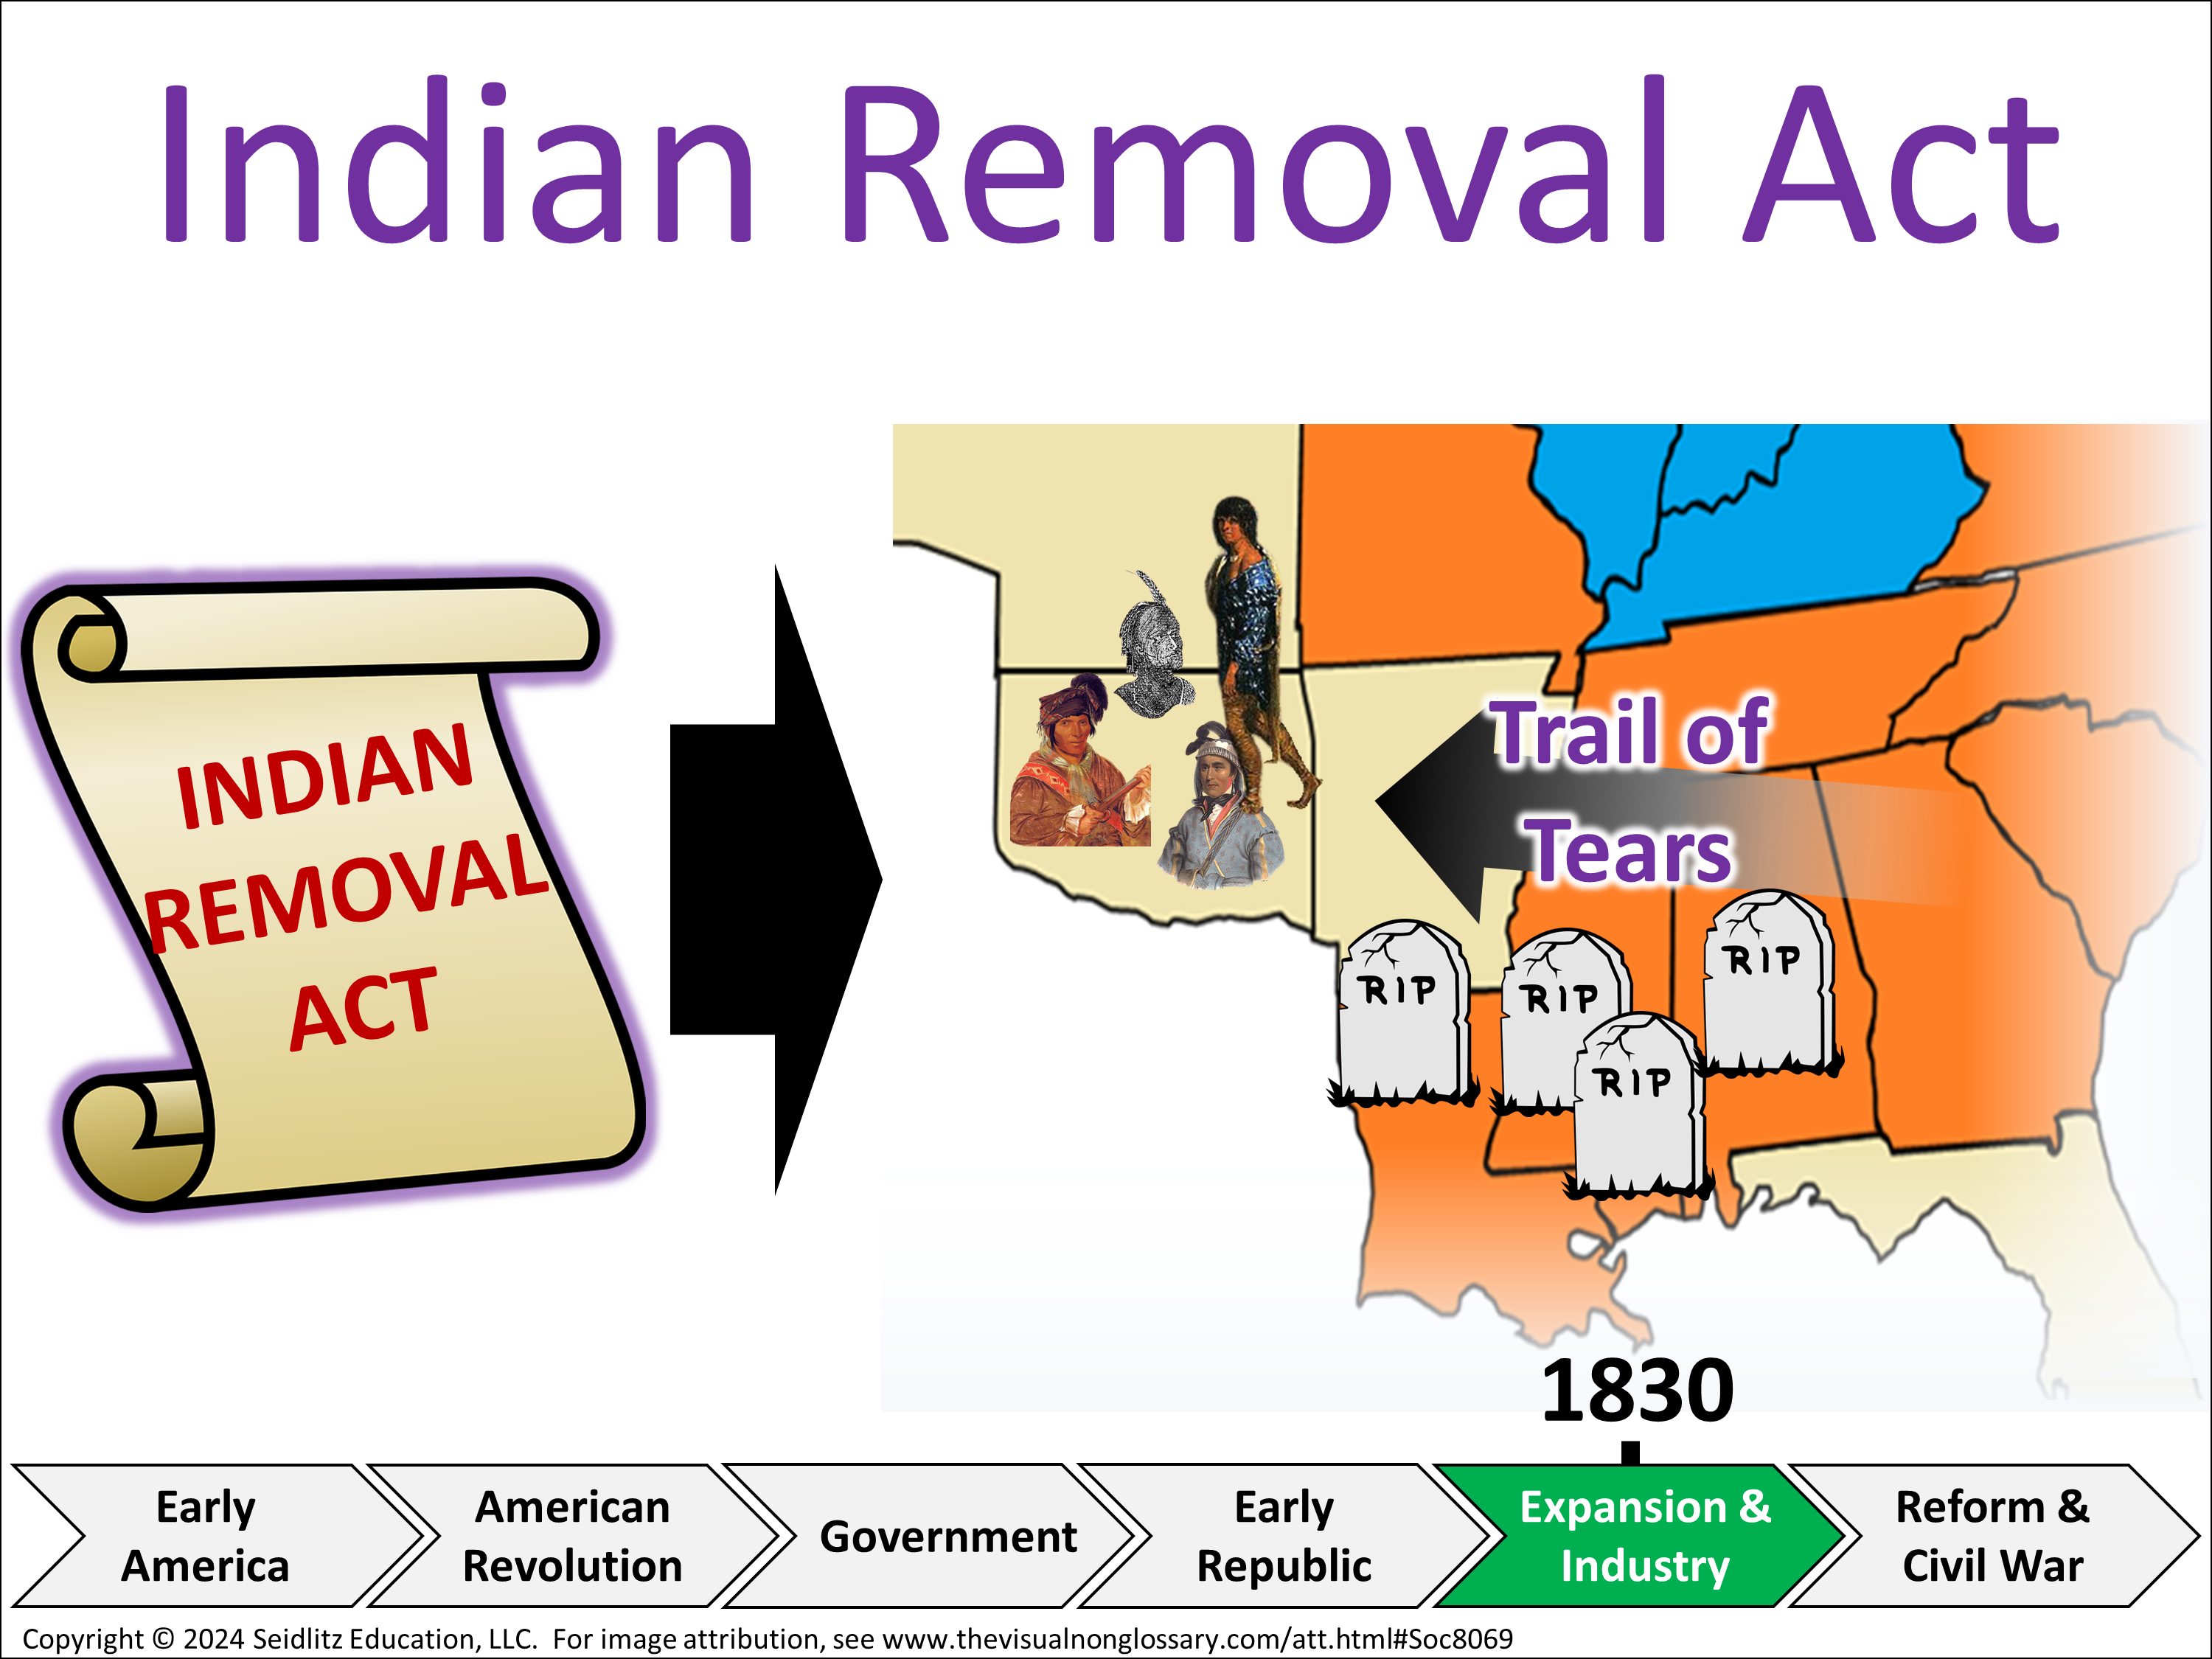 Indian Removal Act
INDIAN
REMOVAL
ACT
Trail of
Tears
RIP
RIP
RIP
RIP
1830
Early
America
American
Revolution
Government
Early
Republic
Expansion &
Industry
Reform &
Civil War
Copyright © 2024 Seidlitz Education, LLC. For image attribution, see www.thevisualnonglossary.com/att.html#Soc8069